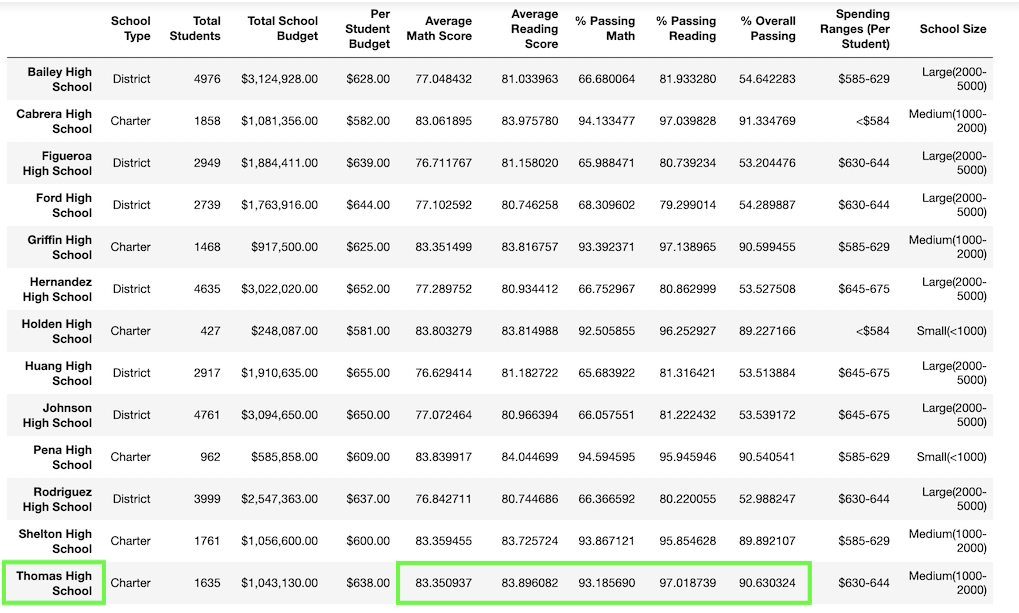 School Type Total Students Total School Budget Per Student Budget Average Math Score Average Reading Score % Passing Math % Passing Reading % Overall Passing Spending Ranges (Per Student) School Size
Bailey High School District 4976 $3,124,928.00 $628.00 77.048432 81.033963 66.680064 81.933280 54.642283 $585-629 Large(2000-5000)
Cabrera High School Charter 1858 $1,081,356.00 $582.00 83.061895 83.975780 94.133477 97.039828 91.334769 <$584 Medium(1000-2000)
Figueroa High School District 2949 $1,884,411.00 $639.00 76.711767 81.158020 65.988471 80.739234 53.204476 $630-644 Large(2000-5000)
Ford High School District 2739 $1,763,916.00 $644.00 77.102592 80.746258 68.309602 79.299014 54.289887 $630-644 Large(2000-5000)
Griffin High School Charter 1468 $917,500.00 $625.00 83.351499 83.816757 93.392371 97.138965 90.599455 $585-629 Medium(1000-2000)
Hernandez High School District 4635 $3,022,020.00 $652.00 77.289752 80.934412 66.752967 80.862999 53.527508 $645-675 Large(2000-5000)
Holden High School Charter 427 $248,087.00 $581.00 83.803279 83.814988 92.505855 96.252927 89.227166 <$584 Small(<1000)
Huang High School District 2917 $1,910,635.00 $655.00 76.629414 81.182722 65.683922 81.316421 53.513884 $645-675 Large(2000-5000)
Johnson High School District 4761 $3,094,650.00 $650.00 77.072464 80.966394 66.057551 81.222432 53.539172 $645-675 Large(2000-5000)
Pena High School Charter 962 $585,858.00 $609.00 83.839917 84.044699 94.594595 95.945946 90.540541 $585-629 Small(<1000)
Rodriguez High School District 3999 $2,547,363.00 $637.00 76.842711 80.744686 66.366592 80.220055 52.988247 $630-644 Large(2000-5000)
Shelton High School Charter 1761 $1,056,600.00 $600.00 83.359455 83.725724 93.867121 95.854628 89.892107 $585-629 Medium(1000-2000)
Thomas High School Charter 1635 $1,043,130.00 $638.00 83.350937 83.896082 93.185690 97.018739 90.630324 $630-644 Medium(1000-2000)